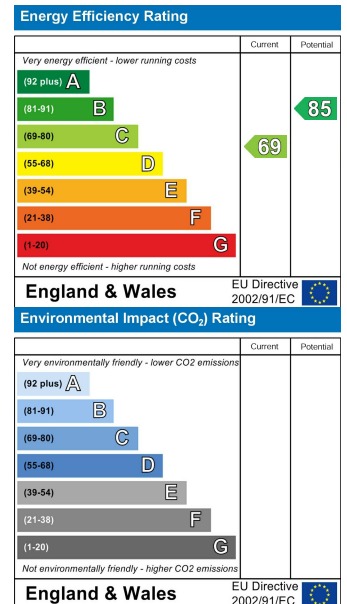 Energy Efficiency Rating
Current Potential
Very energy efficient - lower running costs
(92 plus) A
(81-91) B
85
(69-80) C
69
(55-68) D
(39-54) E
(21-38) F
(1-20) G
Not energy efficient - higher running costs
England & Wales
EU Directive
2002/91/EC
Environmental Impact (CO₂) Rating
Current Potential
Very environmentally friendly - lower CO2 emissions
(92 plus) A
(81-91) B
(69-80) C
(55-68) D
(39-54) E
(21-38) F
(1-20) G
Not environmentally friendly - higher CO2 emissions
England & Wales
EU Directive
2002/91/EC